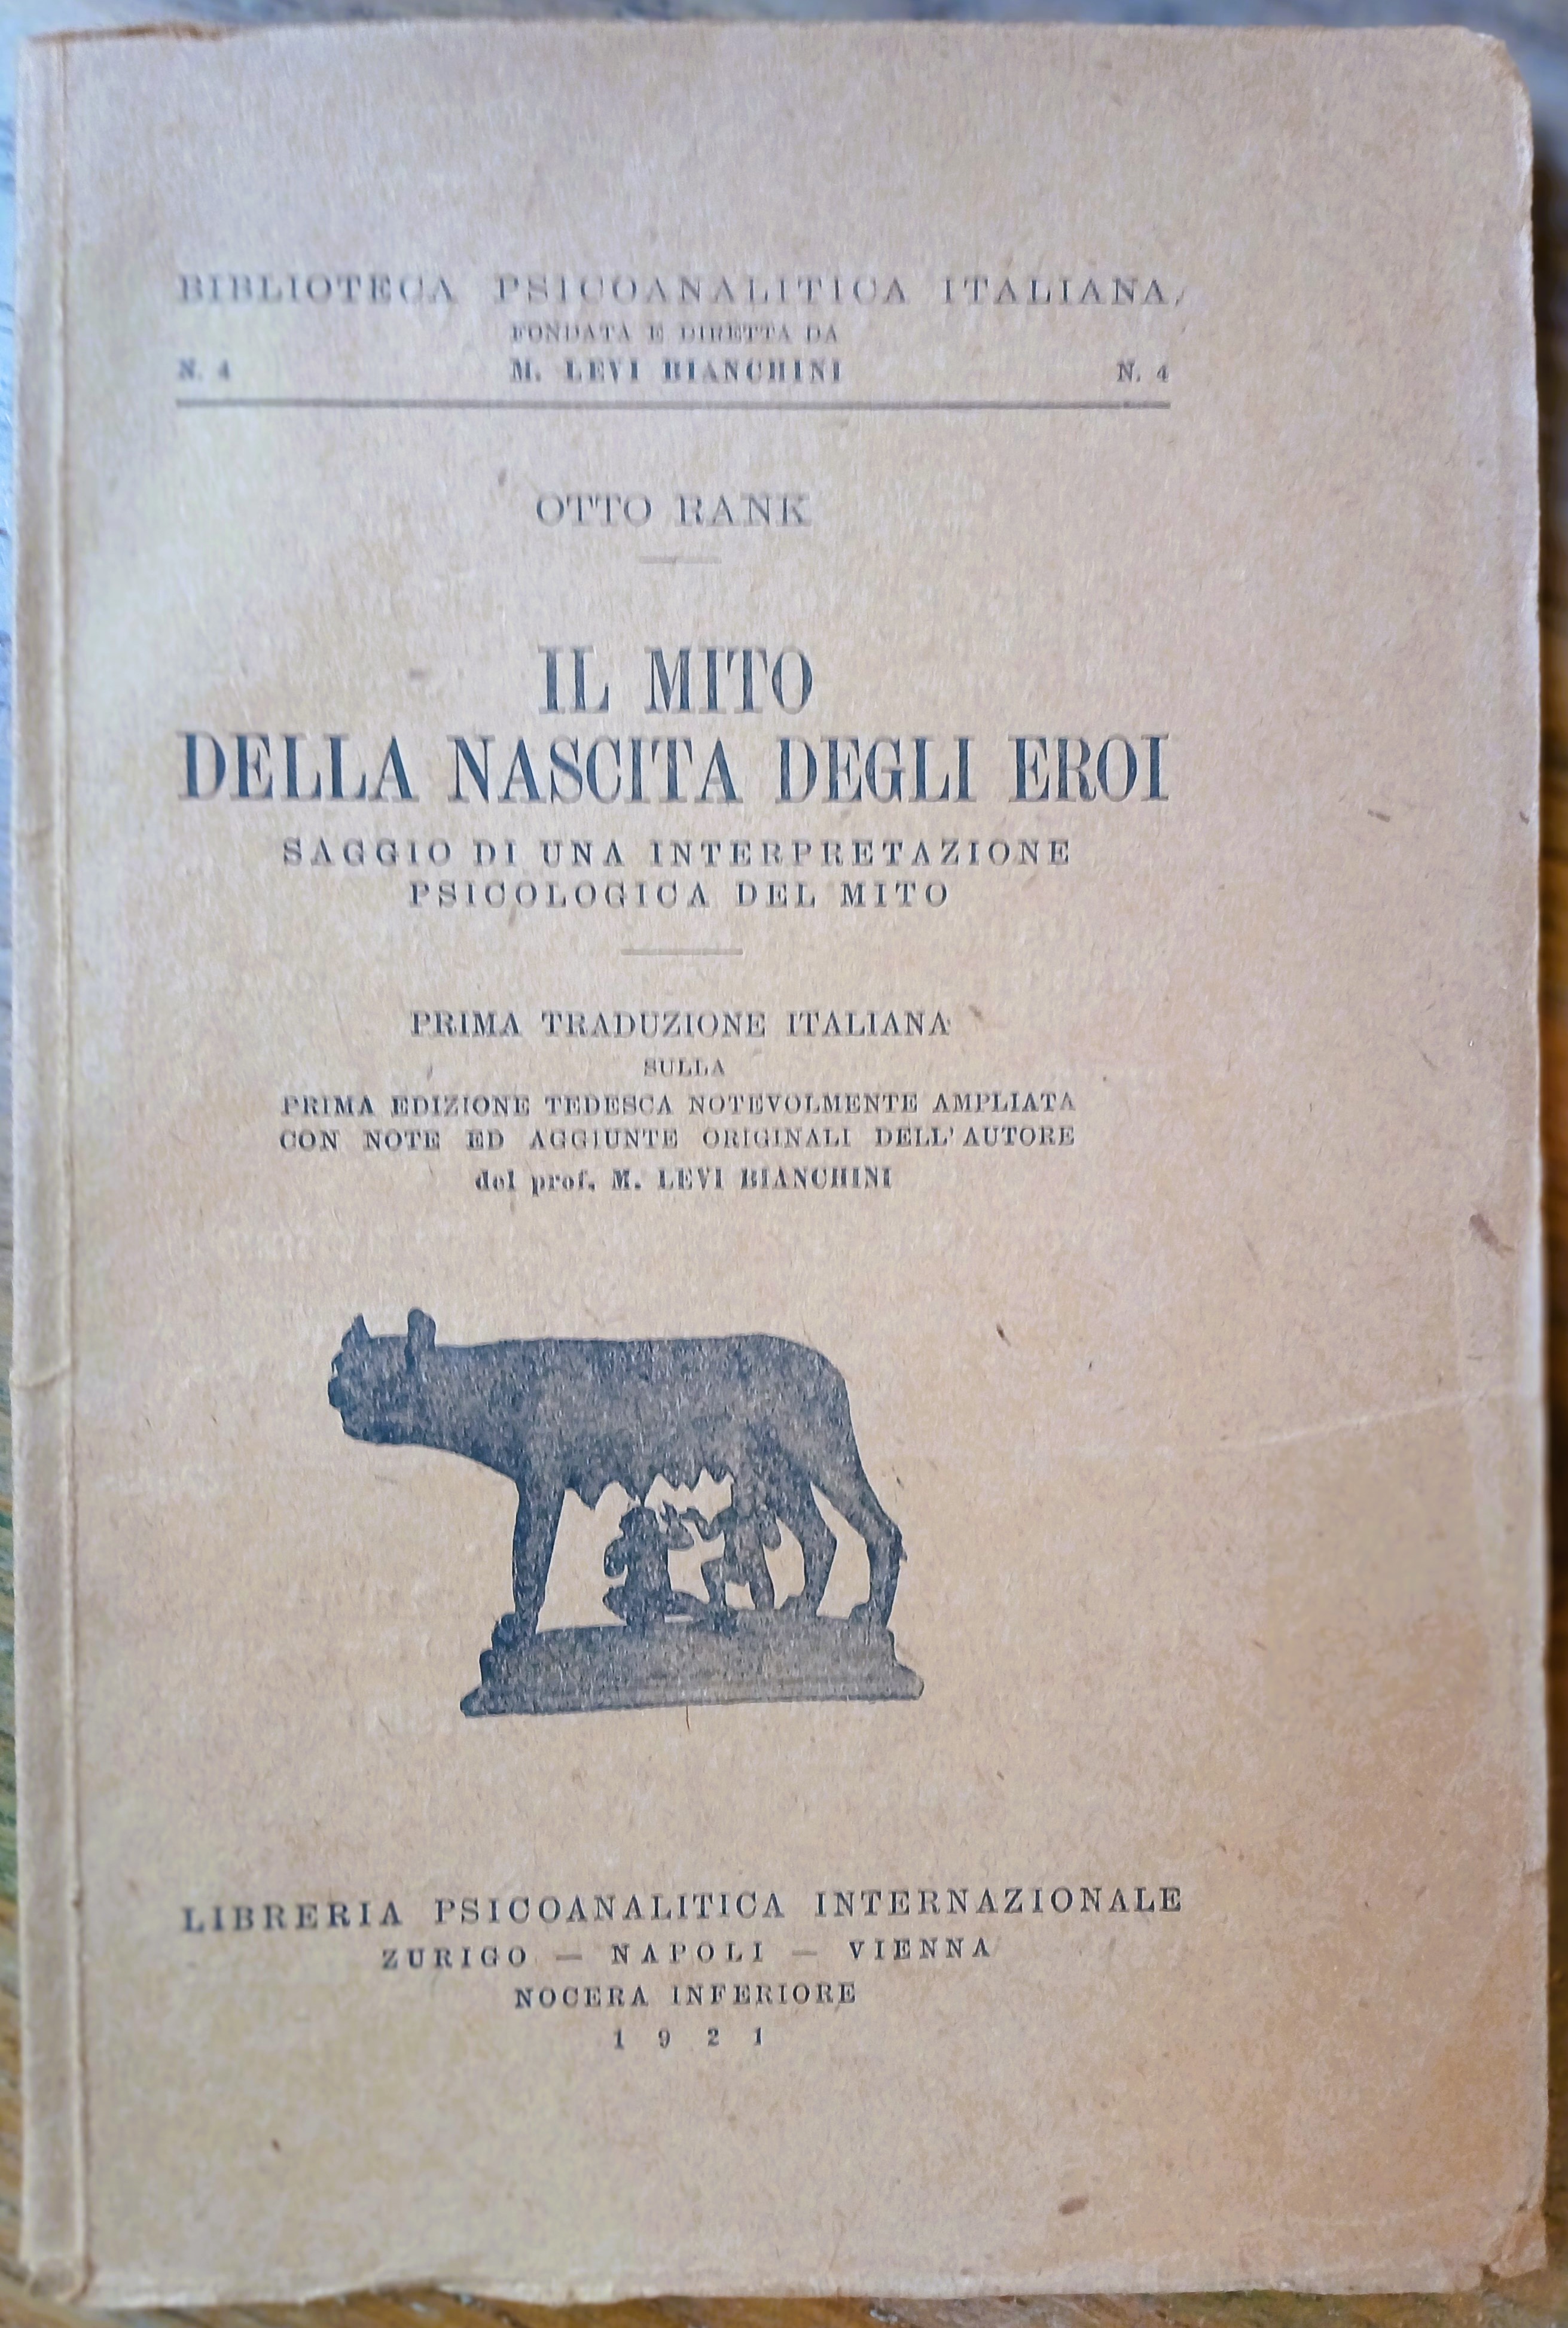 BIBLIOTECA PSICOANALITICA ITALIANA
FONDATA E DIRETTA DA
N. 4 M. LEVI BIANCHINI N. 4
OTTO RANK
IL MITO
DELLA NASCITA DEGLI EROI
SAGGIO DI UNA INTERPRETAZIONE
PSICOLOGICA DEL MITO
PRIMA TRADUZIONE ITALIANA
SULLA
PRIMA EDIZIONE TEDESCA NOTEVOLMENTE AMPLIATA
CON NOTE ED AGGIUNTE ORIGINALI DELL' AUTORE
del prof. M. LEVI BIANCHINI
LIBRERIA PSICOANALITICA INTERNAZIONALE
ZURIGO — NAPOLI — VIENNA
NOCERA INFERIORE
1921